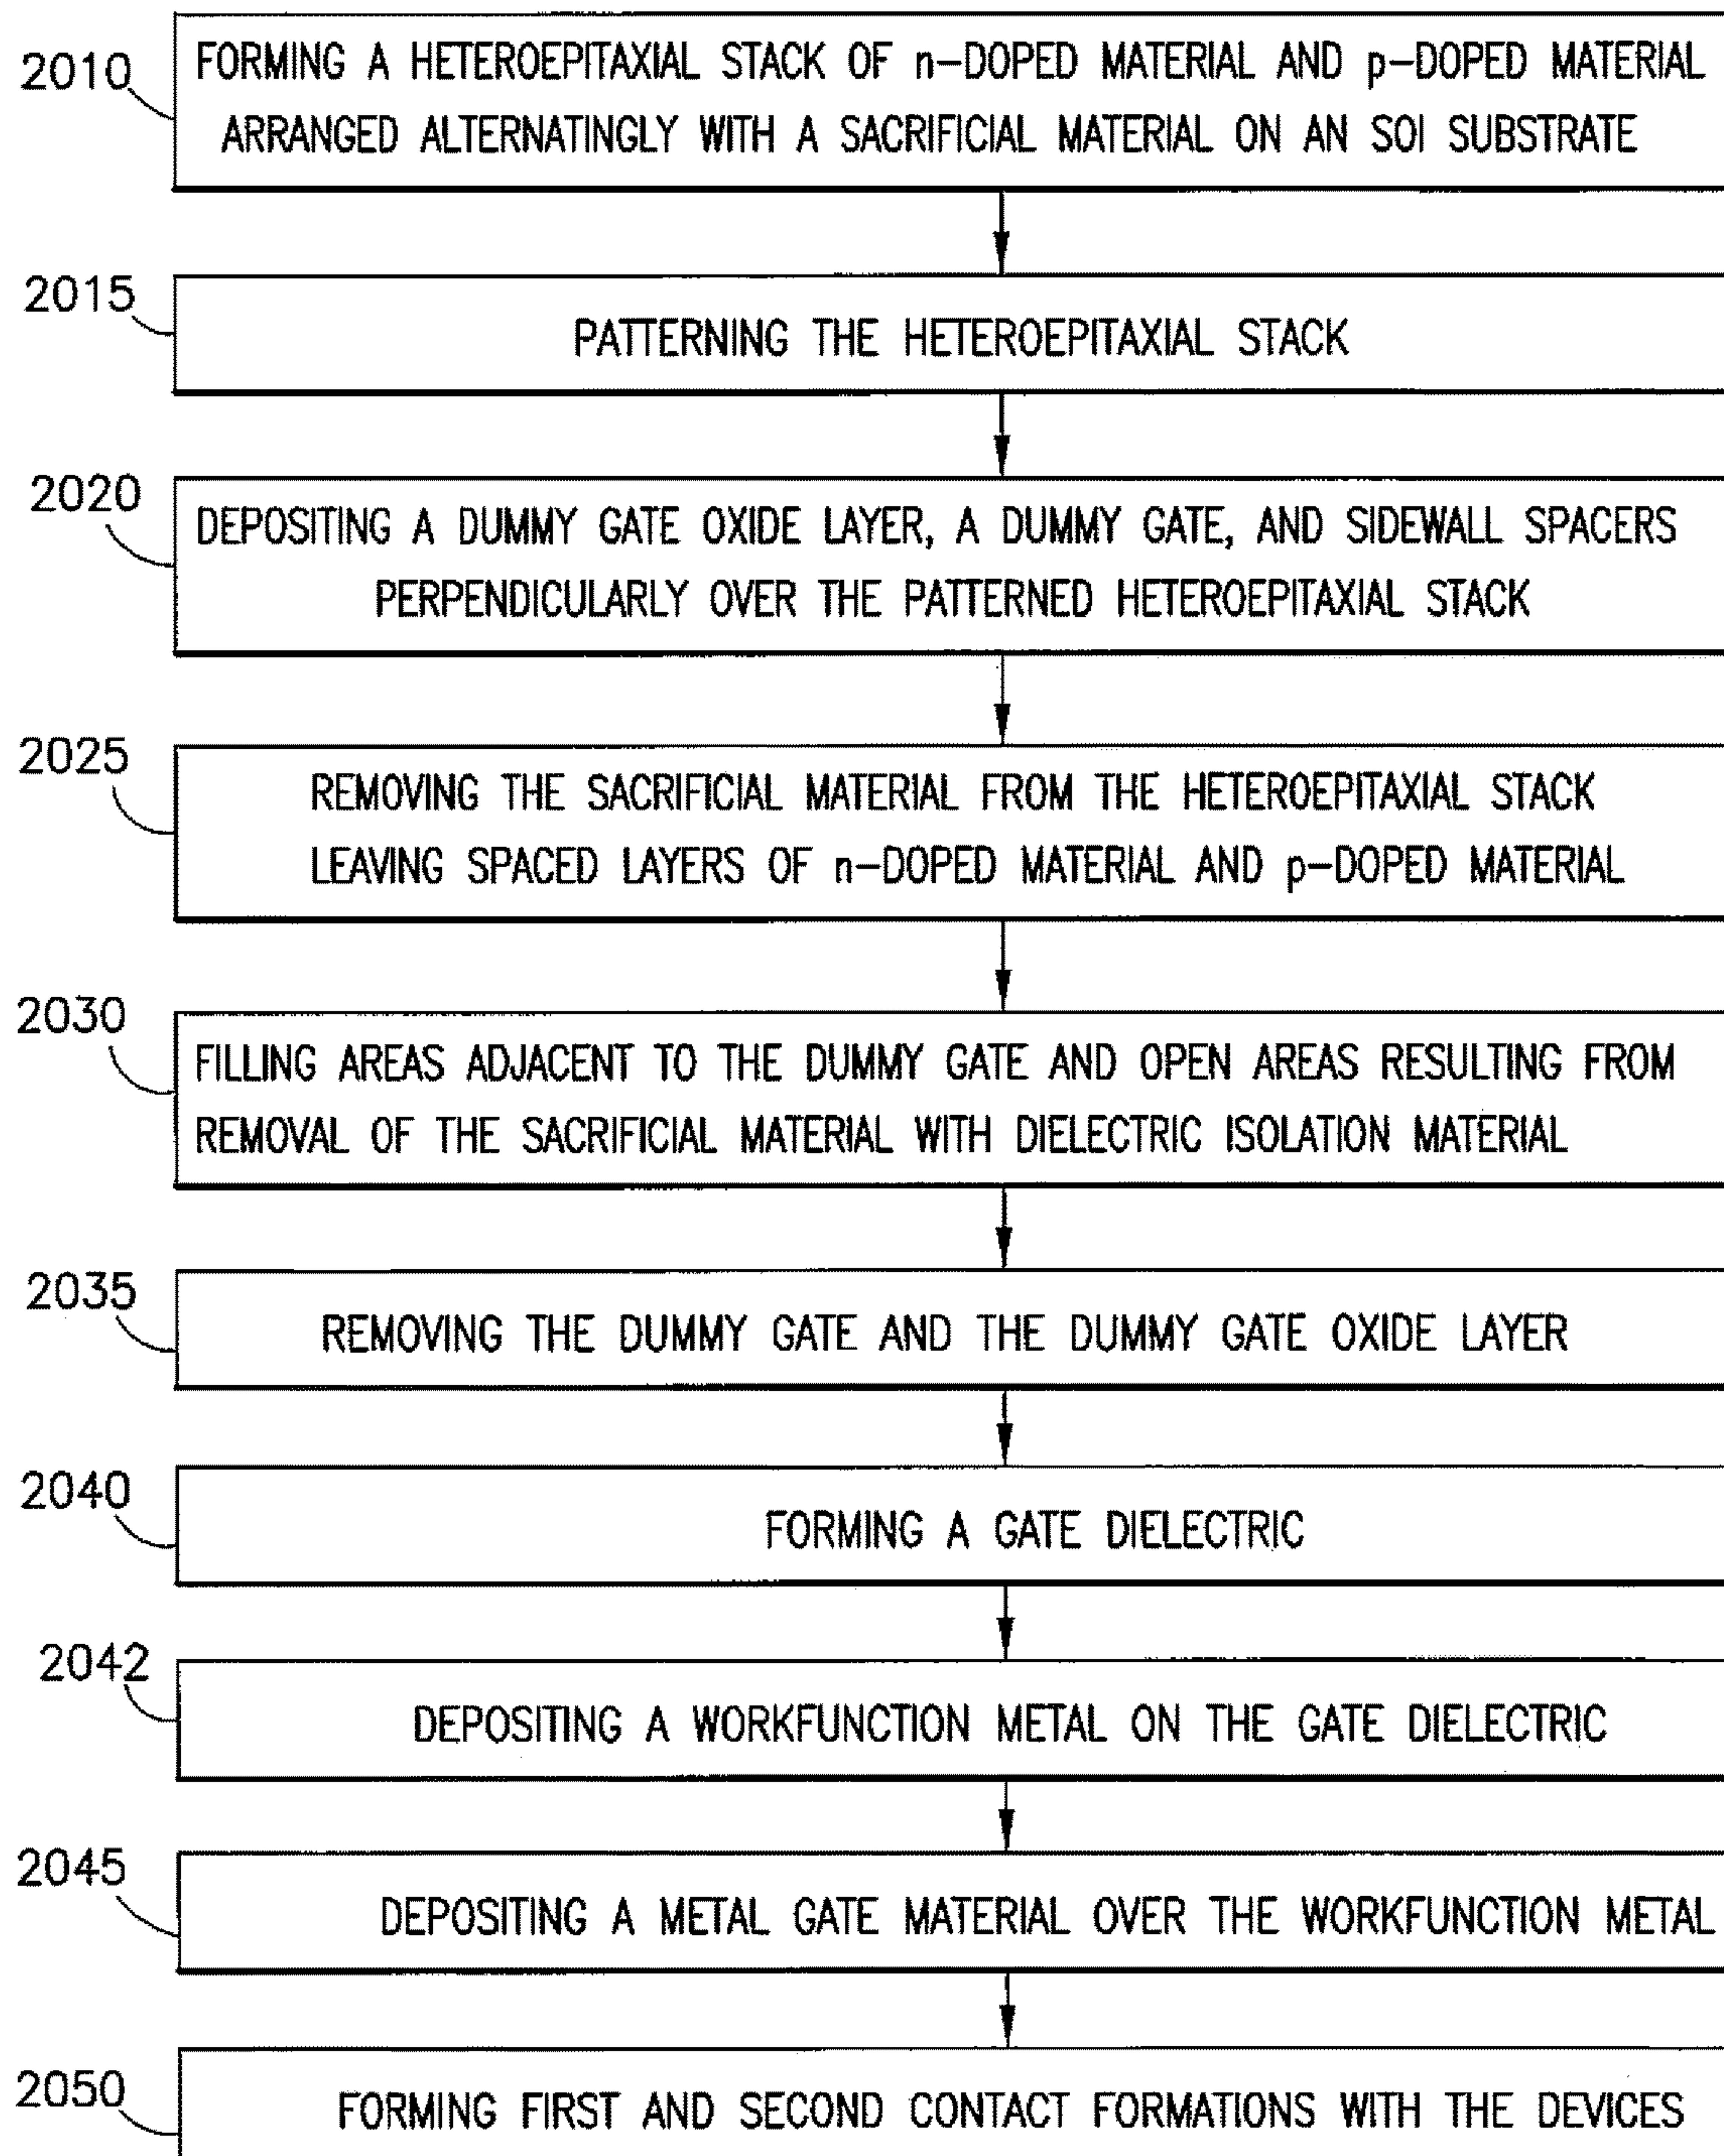 2010
FORMING A HETEROEPITAXIAL STACK OF n-DOPED MATERIAL AND p-DOPED MATERIAL
ARRANGED ALTERNATINGLY WITH A SACRIFICIAL MATERIAL ON AN SOI SUBSTRATE
2015
PATTERNING THE HETEROEPITAXIAL STACK
2020
DEPOSITING A DUMMY GATE OXIDE LAYER, A DUMMY GATE, AND SIDEWALL SPACERS
PERPENDICULARLY OVER THE PATTERNED HETEROEPITAXIAL STACK
2025
REMOVING THE SACRIFICIAL MATERIAL FROM THE HETEROEPITAXIAL STACK
LEAVING SPACED LAYERS OF n-DOPED MATERIAL AND p-DOPED MATERIAL
2030
FILLING AREAS ADJACENT TO THE DUMMY GATE AND OPEN AREAS RESULTING FROM
REMOVAL OF THE SACRIFICIAL MATERIAL WITH DIELECTRIC ISOLATION MATERIAL
2035
REMOVING THE DUMMY GATE AND THE DUMMY GATE OXIDE LAYER
2040
FORMING A GATE DIELECTRIC
2042
DEPOSITING A WORKFUNCTION METAL ON THE GATE DIELECTRIC
2045
DEPOSITING A METAL GATE MATERIAL OVER THE WORKFUNCTION METAL
2050
FORMING FIRST AND SECOND CONTACT FORMATIONS WITH THE DEVICES